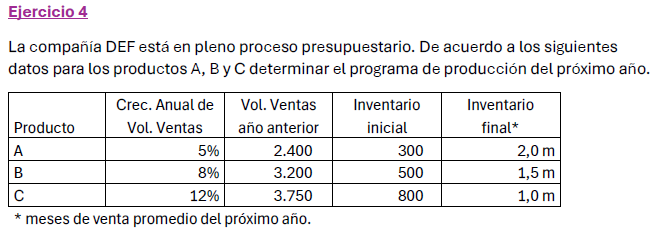 Ejercicio 4
La compañía DEF está en pleno proceso presupuestario. De acuerdo a los siguientes
datos para los productos A, B y C determinar el programa de producción del próximo año.
Crec. Anual de Vol. Ventas Inventario Inventario
Producto Vol. Ventas año anterior inicial final*
A 5% 2.400 300 2,0 m
B 8% 3.200 500 1,5 m
C 12% 3.750 800 1,0 m
* meses de venta promedio del próximo año.